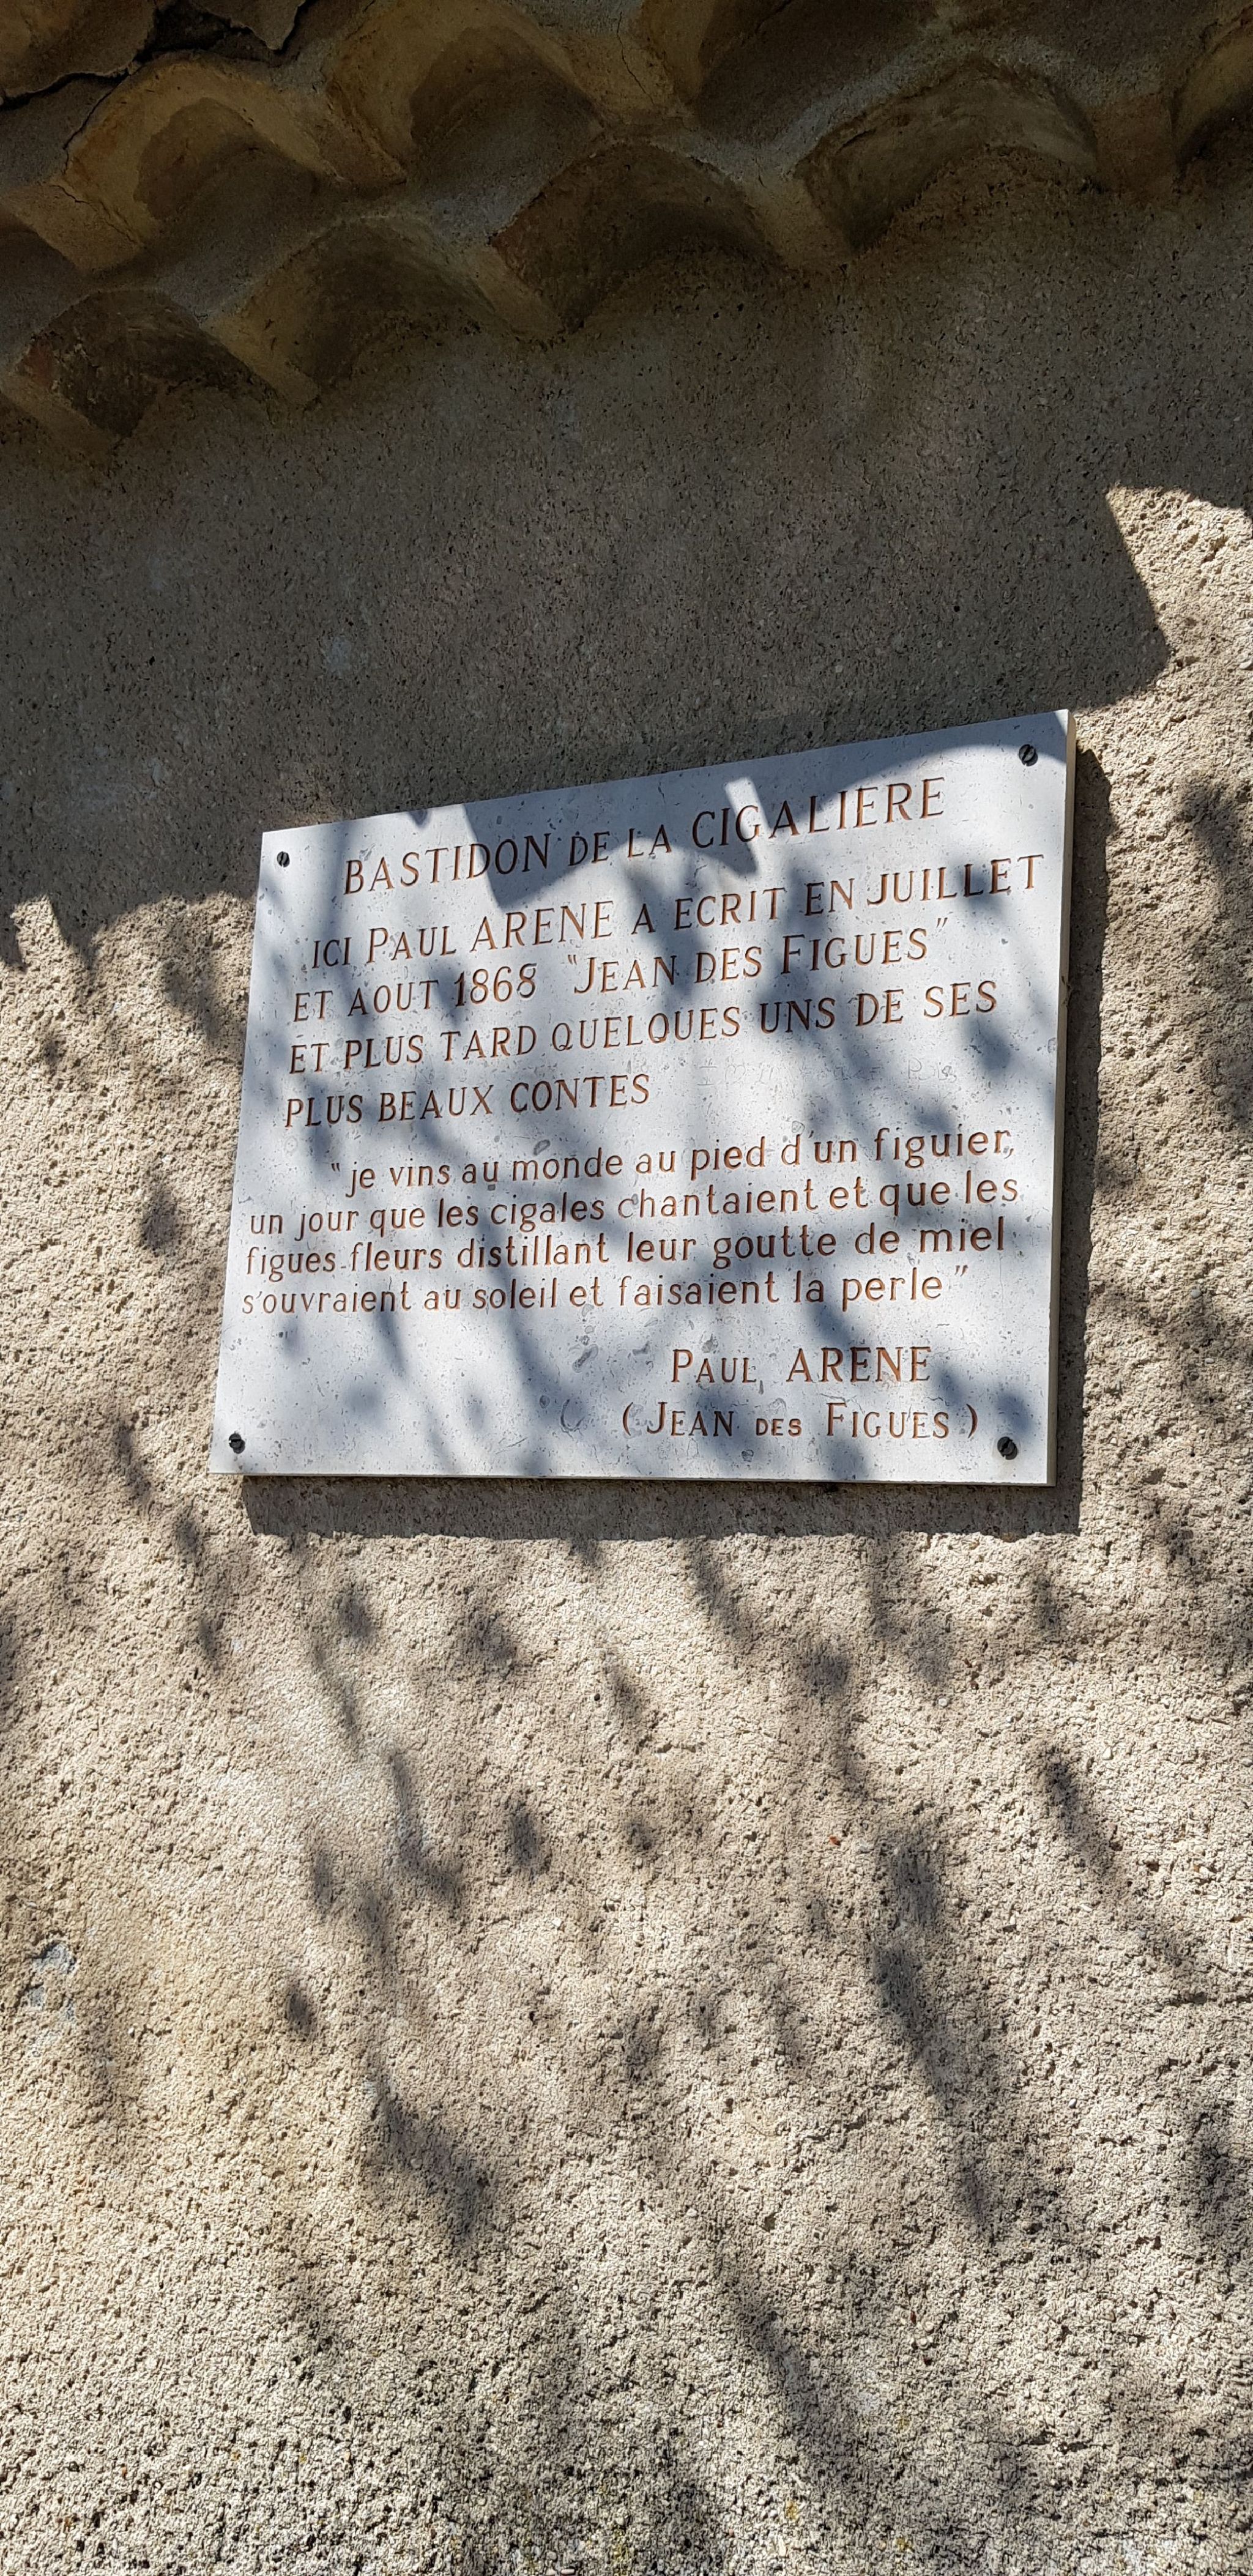 BASTIDON DE LA CIGALIERE
ICI PAUL ARENE A ECRIT EN JUILLET
ET AOUT 1868 "JEAN DES FIGUES"
ET PLUS TARD QUELQUES UNS DE SES
PLUS BEAUX CONTES
"je vins au monde au pied d'un figuier,
un jour que les cigales chantaient et que les
figues-fleurs distillant leur goutte de miel
s'ouvraient au soleil et faisaient la perle"
PAUL ARENE
(JEAN DES FIGUES)